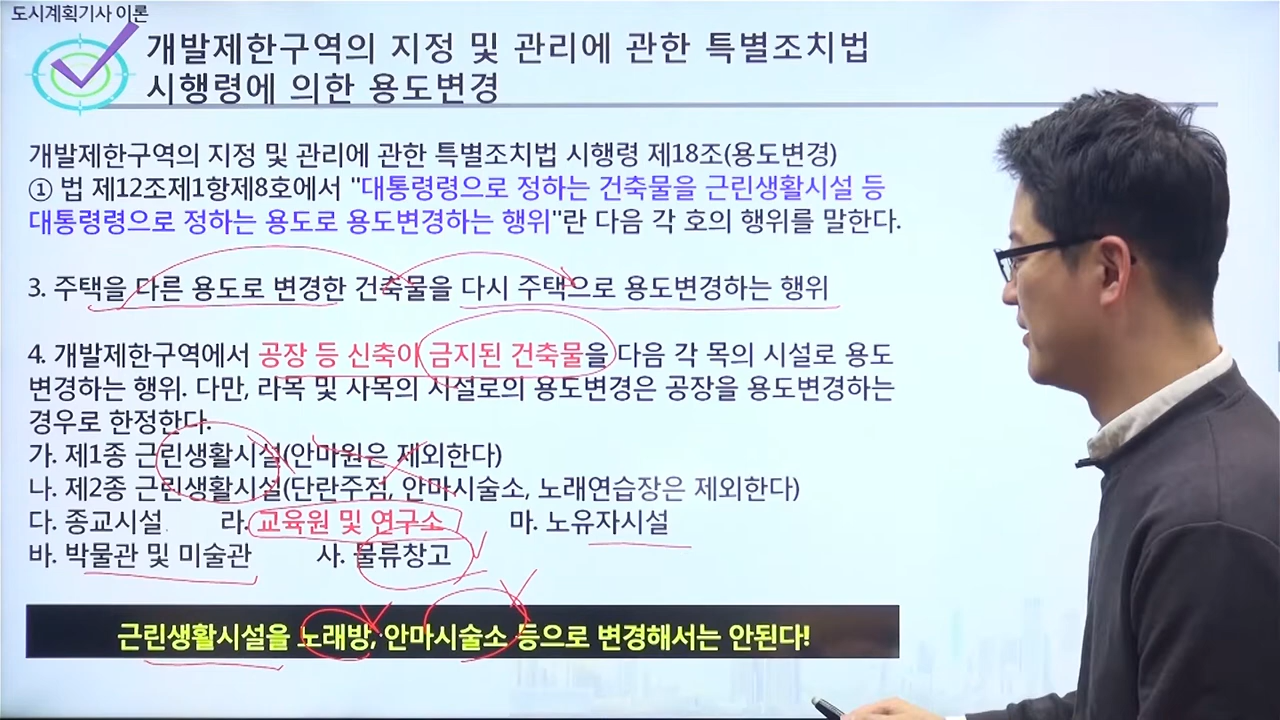 도시계획기사 이론
개발제한구역의 지정 및 관리에 관한 특별조치법
시행령에 의한 용도변경
개발제한구역의 지정 및 관리에 관한 특별조치법 시행령 제18조(용도변경)
① 법 제12조제1항제8호에서 "대통령령으로 정하는 건축물을 근린생활시설 등
대통령령으로 정하는 용도로 용도변경하는 행위"란 다음 각 호의 행위를 말한다.
3. 주택을 다른 용도로 변경한 건축물을 다시 주택으로 용도변경하는 행위
4. 개발제한구역에서 공장 등 신축이 금지된 건축물을 다음 각 목의 시설로 용도
변경하는 행위. 다만, 라목 및 사목의 시설로의 용도변경은 공장을 용도변경하는
경우로 한정한다.
가. 제1종 근린생활시설(안마원은 제외한다)
나. 제2종 근린생활시설(단란주점, 안마시술소, 노래연습장은 제외한다)
다. 종교시설 라. 교육원 및 연구소 마. 노유자시설
바. 박물관 및 미술관 사. 물류창고
근린생활시설을 노래방, 안마시술소 등으로 변경해서는 안된다!